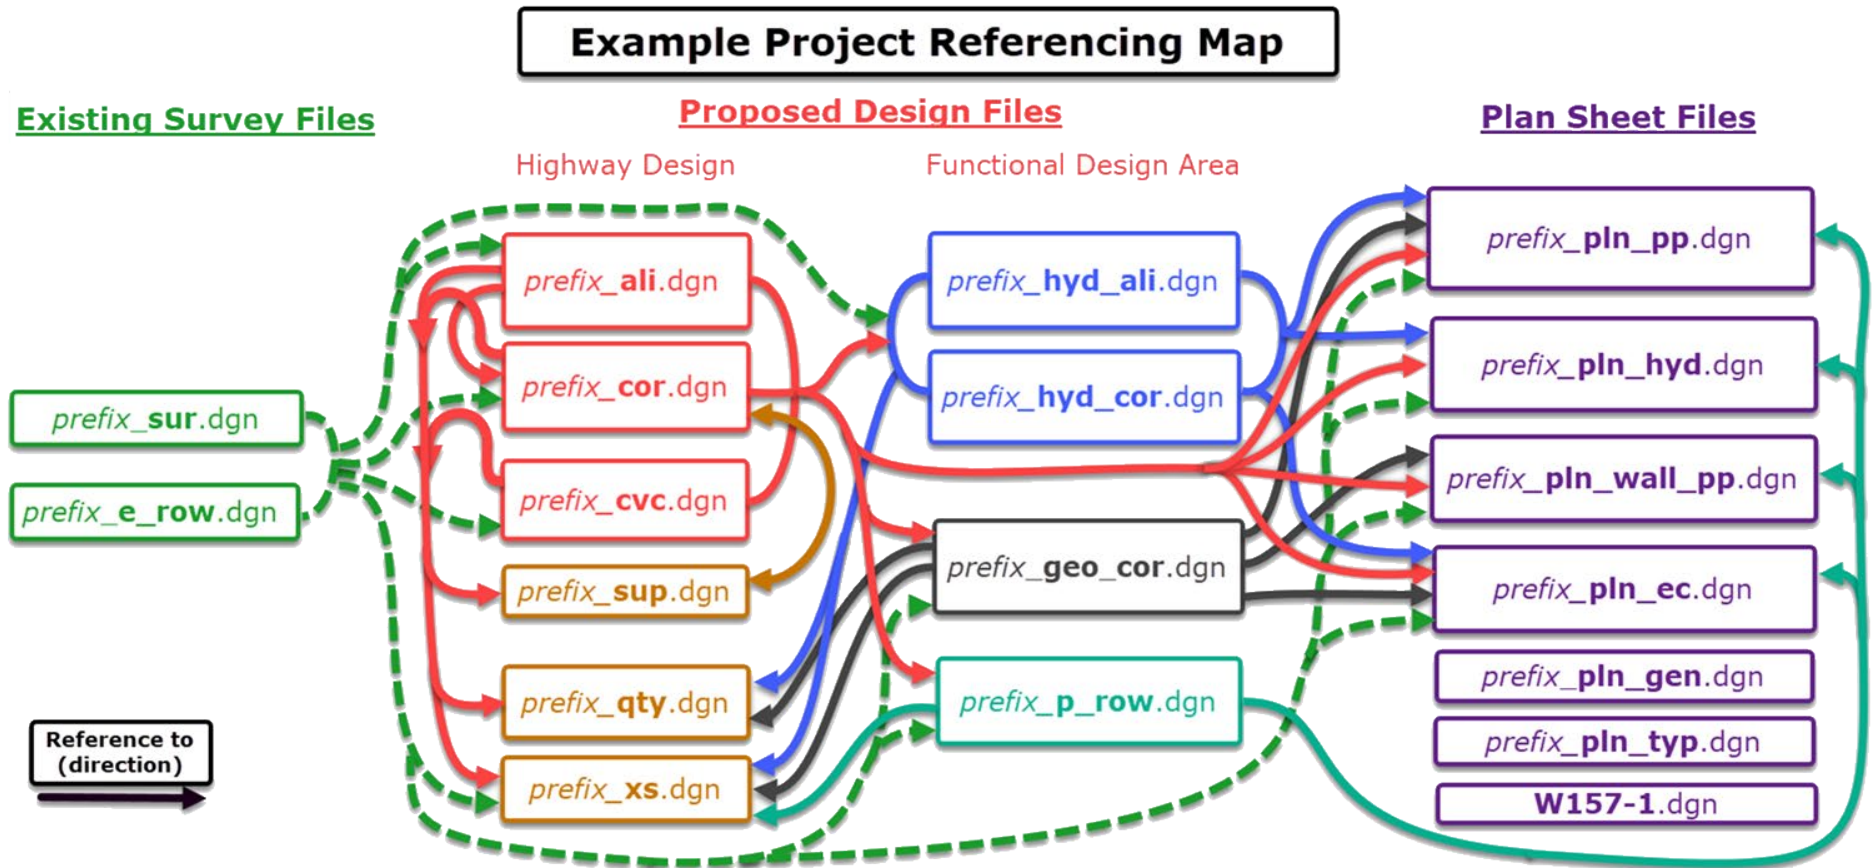 Example Project Referencing Map
Existing Survey Files
Proposed Design Files
Plan Sheet Files
Highway Design
Functional Design Area
prefix_sur.dgn
prefix_e_row.dgn
prefix_ali.dgn
prefix_cor.dgn
prefix_cvc.dgn
prefix_sup.dgn
prefix_qty.dgn
prefix_xs.dgn
prefix_hyd_ali.dgn
prefix_hyd_cor.dgn
prefix_geo_cor.dgn
prefix_p_row.dgn
prefix_pln_pp.dgn
prefix_pln_hyd.dgn
prefix_pln_wall_pp.dgn
prefix_pln_ec.dgn
prefix_pln_gen.dgn
prefix_pln_typ.dgn
W157-1.dgn
Reference to
(direction)